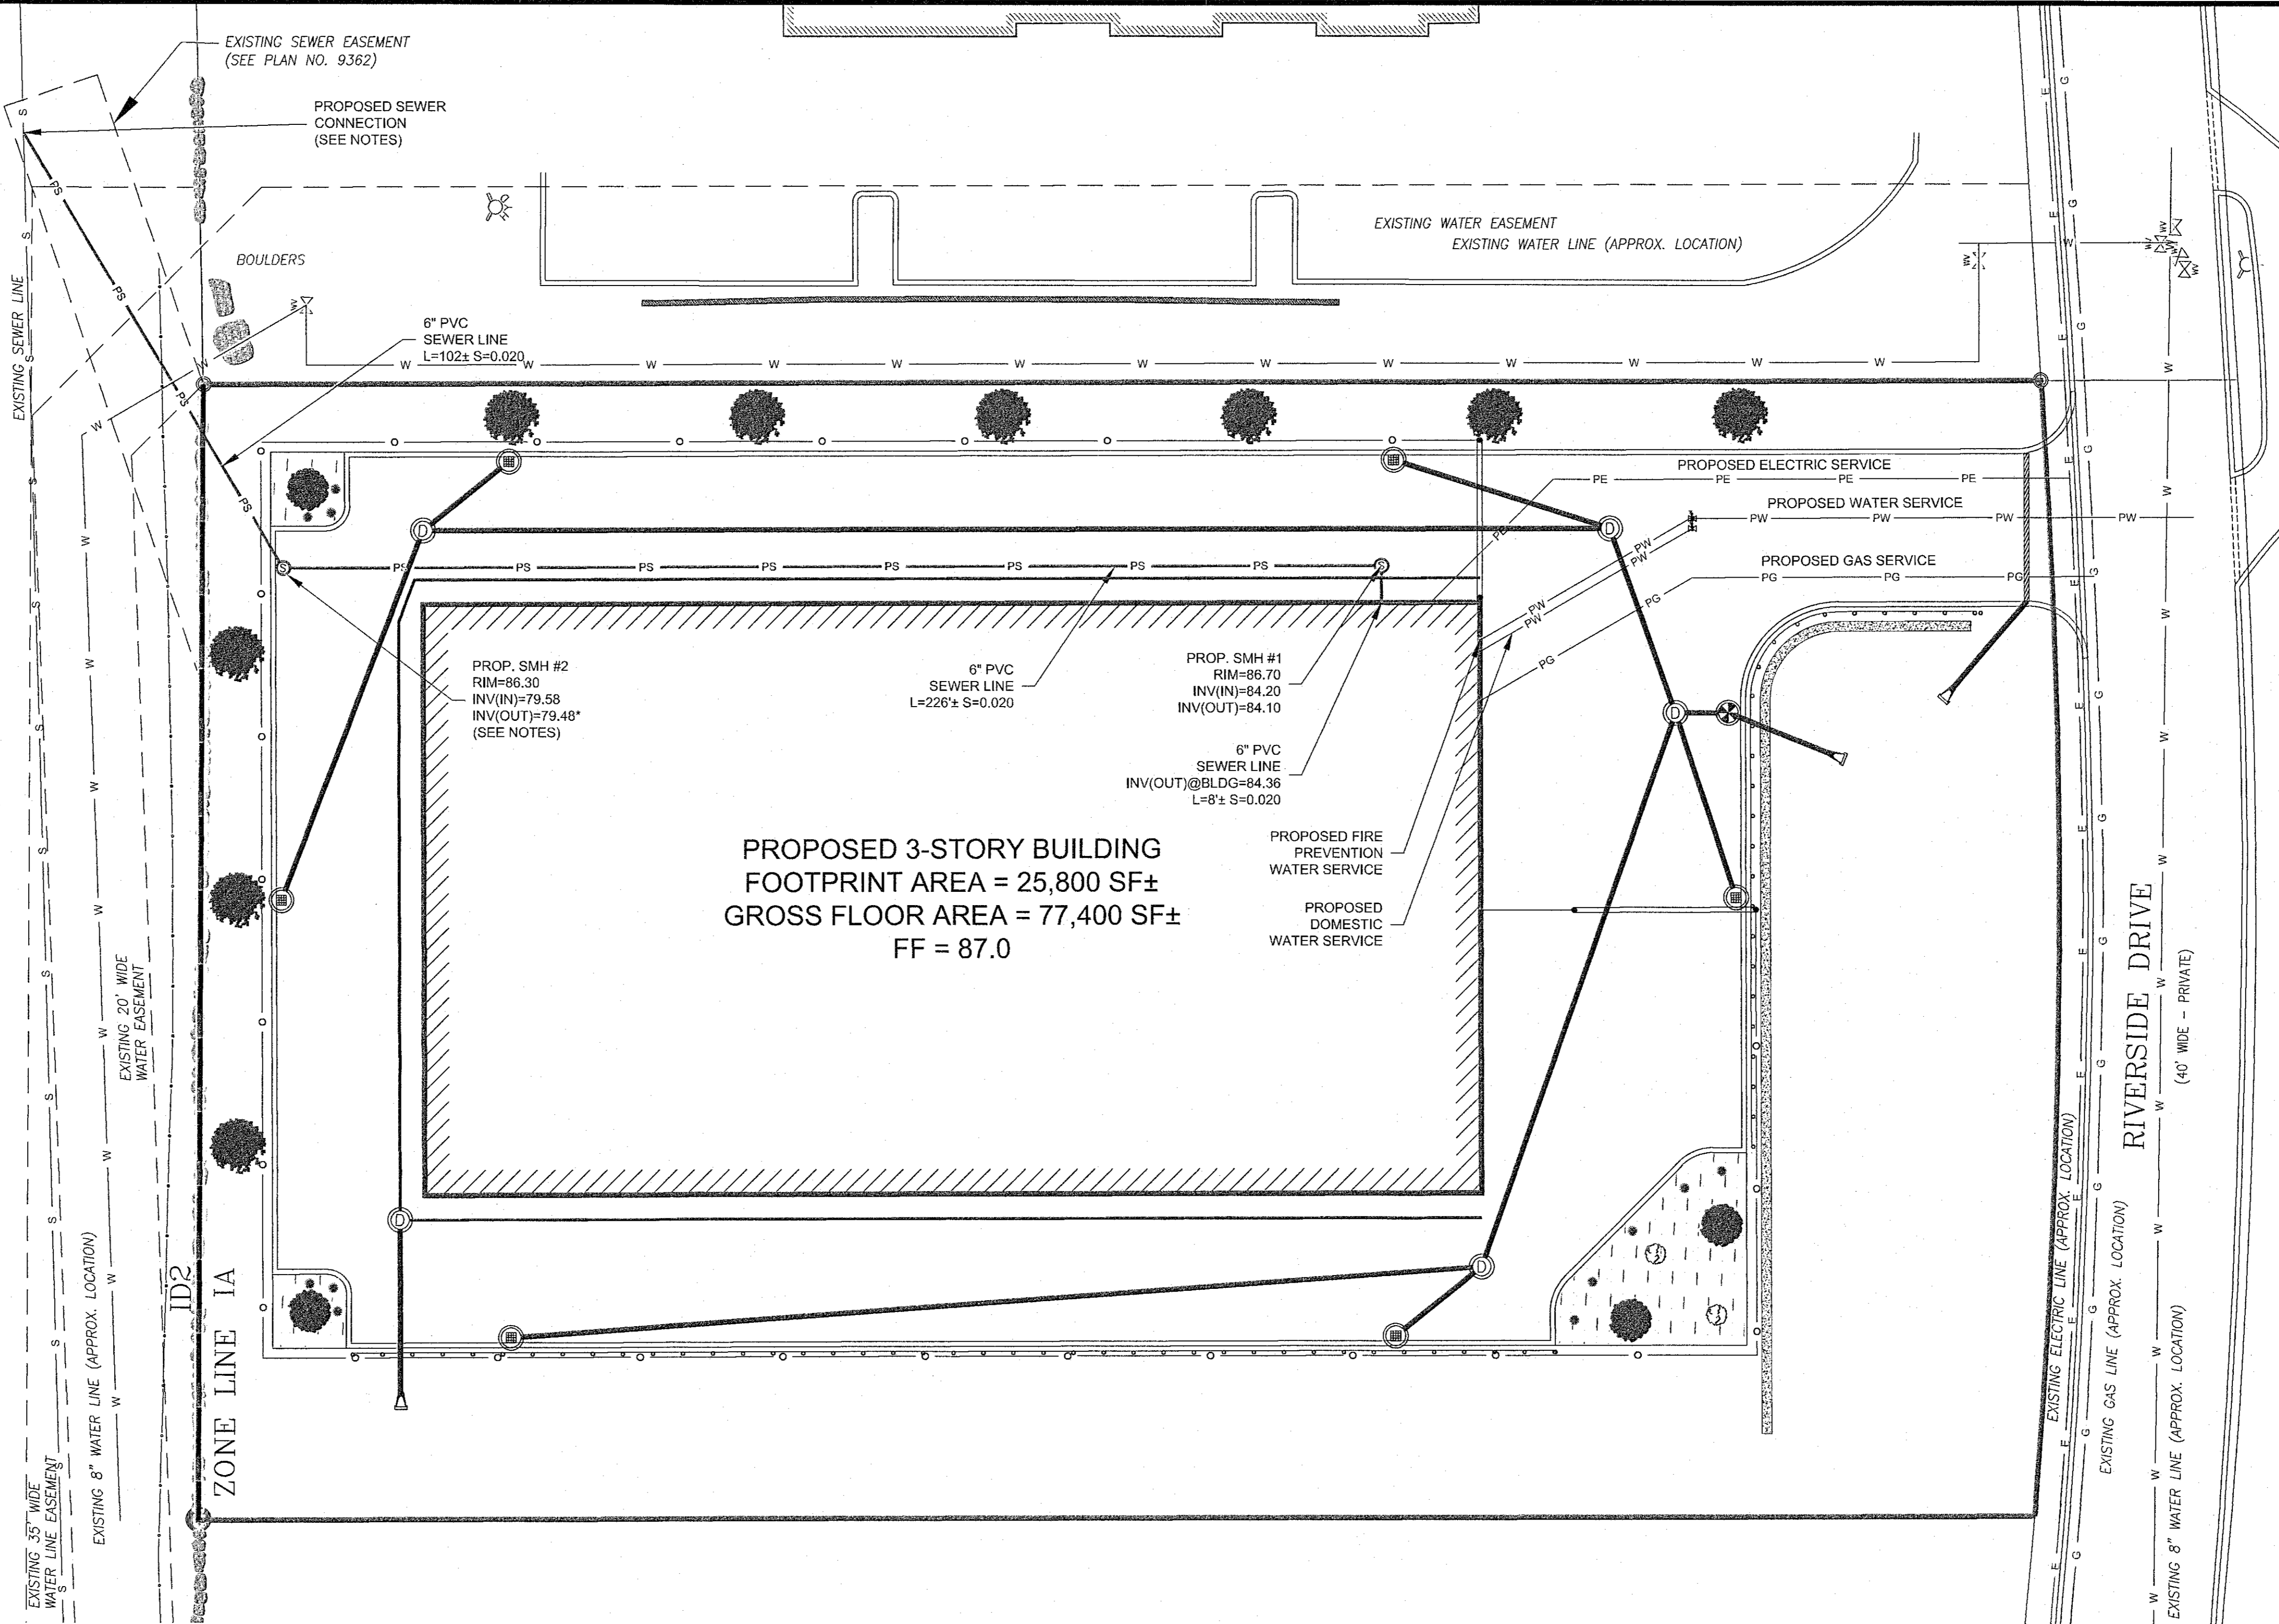 EXISTING SEWER EASEMENT
(SEE PLAN NO. 9362)
PROPOSED SEWER
CONNECTION
(SEE NOTES)
EXISTING WATER EASEMENT
EXISTING WATER LINE (APPROX. LOCATION)
BOULDERS
EXISTING SEWER LINE
6" PVC
SEWER LINE
L=102± S=0.020
PROPOSED ELECTRIC SERVICE
PROPOSED WATER SERVICE
PROPOSED GAS SERVICE
PROP. SMH #2
RIM=86.30
INV(IN)=79.58
INV(OUT)=79.48*
(SEE NOTES)
6" PVC
SEWER LINE
L=226'± S=0.020
PROP. SMH #1
RIM=86.70
INV(IN)=84.20
INV(OUT)=84.10
6" PVC
SEWER LINE
INV(OUT)@BLDG=84.36
L=8'± S=0.020
PROPOSED FIRE
PREVENTION
WATER SERVICE
PROPOSED
DOMESTIC
WATER SERVICE
PROPOSED 3-STORY BUILDING
FOOTPRINT AREA = 25,800 SF±
GROSS FLOOR AREA = 77,400 SF±
FF = 87.0
EXISTING 20' WIDE
WATER EASEMENT
ID2
ZONE LINE IA
EXISTING 8" WATER LINE (APPROX. LOCATION)
EXISTING 35' WIDE
WATER LINE EASEMENT
RIVERSIDE DRIVE
(40' WIDE - PRIVATE)
EXISTING ELECTRIC LINE (APPROX. LOCATION)
EXISTING GAS LINE (APPROX. LOCATION)
EXISTING 8" WATER LINE (APPROX. LOCATION)